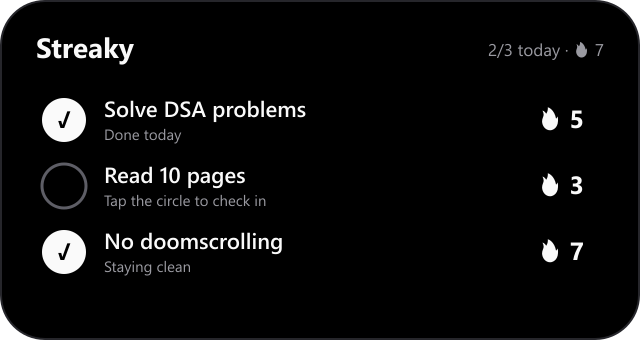 Streaky
2/3 today · 7
Solve DSA problems
Done today
5
Read 10 pages
Tap the circle to check in
3
No doomscrolling
Staying clean
7